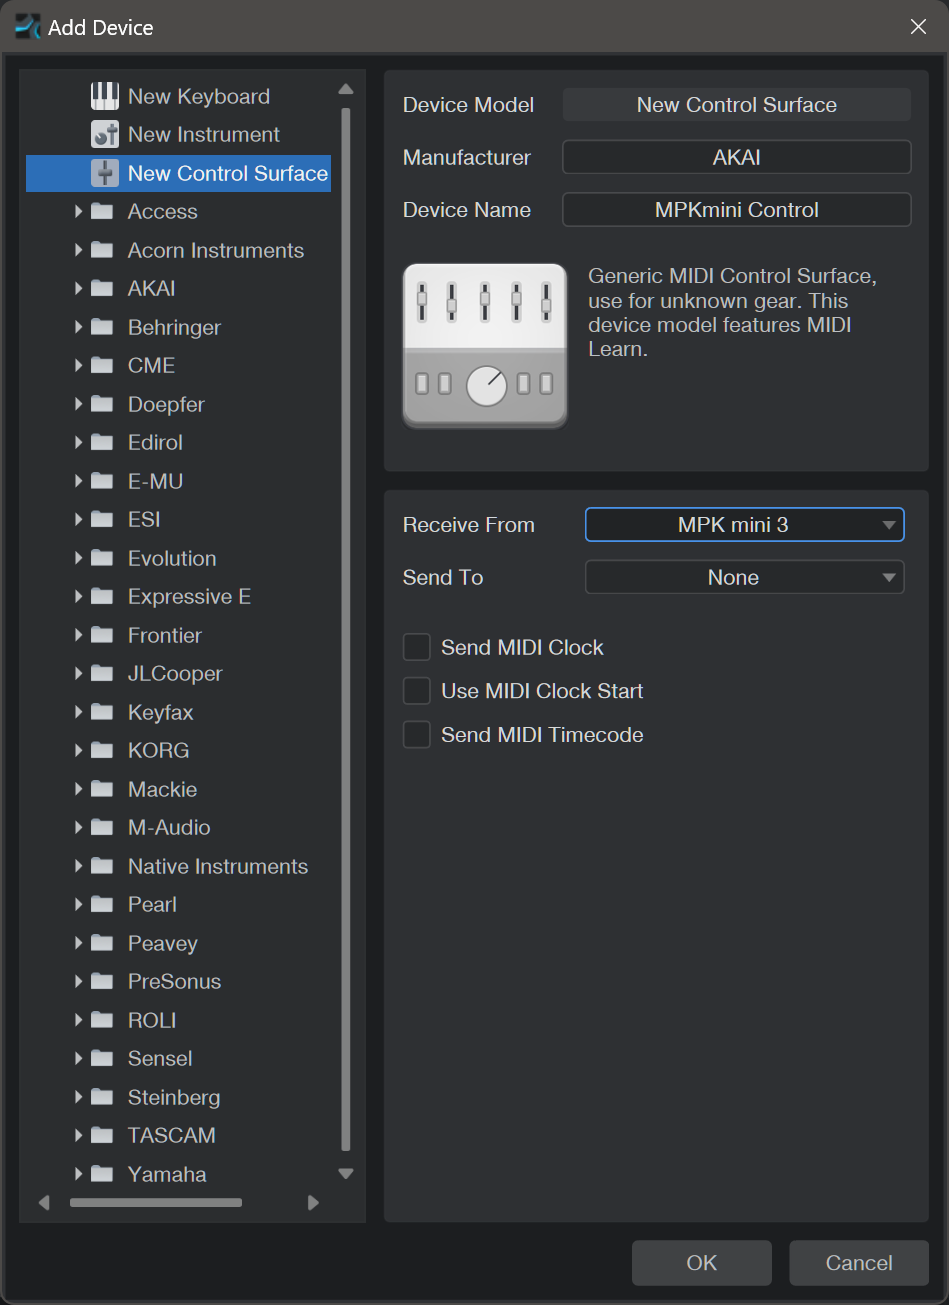 Add Device
New Keyboard
New Instrument
New Control Surface
Access
Acorn Instruments
AKAI
Behringer
CME
Doepfer
Edirol
E-MU
ESI
Evolution
Expressive E
Frontier
JLCooper
Keyfax
KORG
Mackie
M-Audio
Native Instruments
Pearl
Peavey
PreSonus
ROLI
Sensel
Steinberg
TASCAM
Yamaha
Device Model New Control Surface
Manufacturer AKAI
Device Name MPKmini Control
Generic MIDI Control Surface,
use for unknown gear. This
device model features MIDI
Learn.
Receive From MPK mini 3
Send To None
Send MIDI Clock
Use MIDI Clock Start
Send MIDI Timecode
OK Cancel